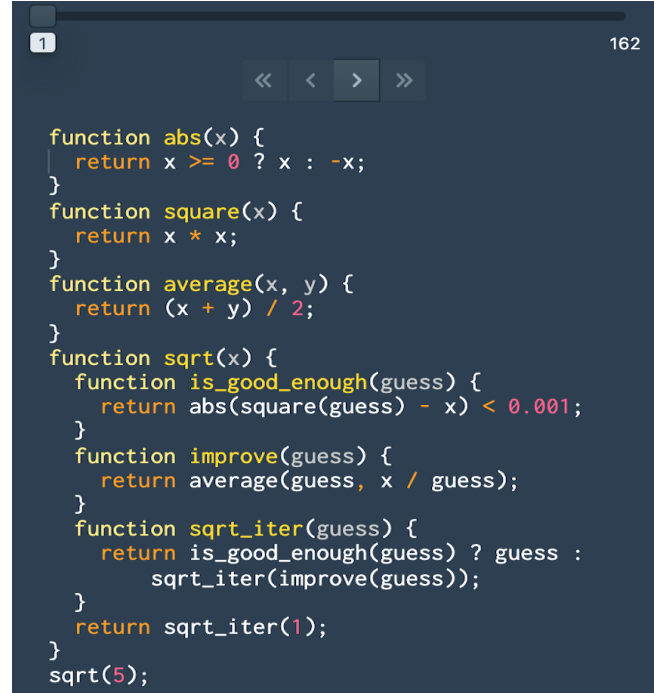 1
162
« < > »
function abs(x) {
  return x >= 0 ? x : -x;
}
function square(x) {
  return x * x;
}
function average(x, y) {
  return (x + y) / 2;
}
function sqrt(x) {
  function is_good_enough(guess) {
    return abs(square(guess) - x) < 0.001;
  }
  function improve(guess) {
    return average(guess, x / guess);
  }
  function sqrt_iter(guess) {
    return is_good_enough(guess) ? guess :
        sqrt_iter(improve(guess));
  }
  return sqrt_iter(1);
}
sqrt(5);